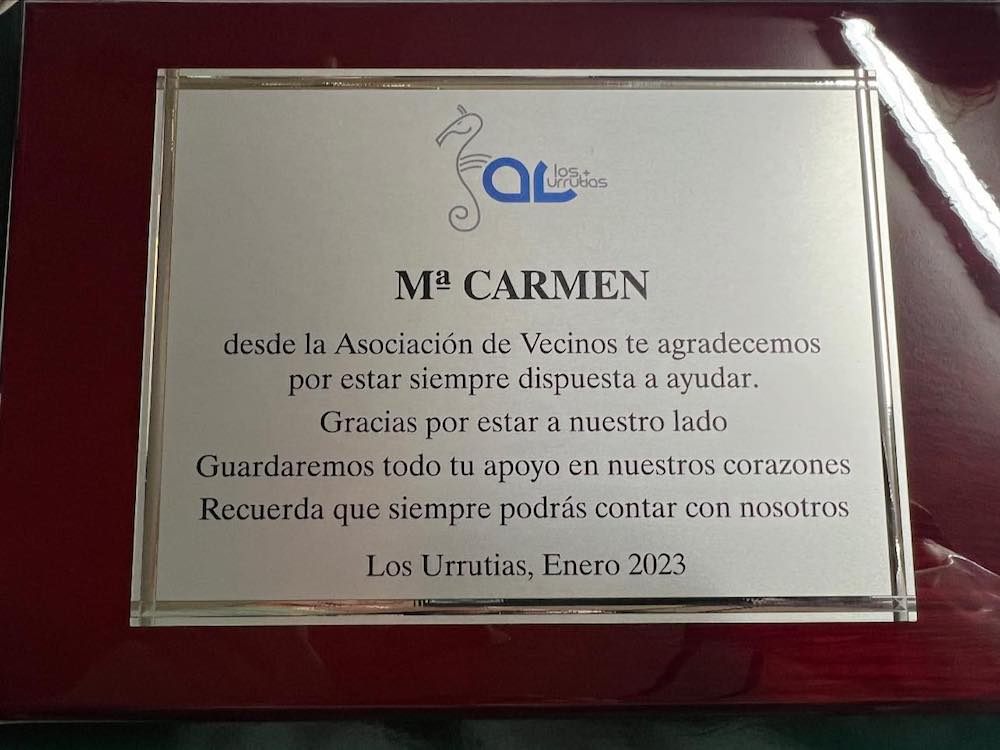 aL los +
urrutias
Mª CARMEN
desde la Asociación de Vecinos te agradecemos
por estar siempre dispuesta a ayudar.
Gracias por estar a nuestro lado
Guardaremos todo tu apoyo en nuestros corazones
Recuerda que siempre podrás contar con nosotros
Los Urrutias, Enero 2023